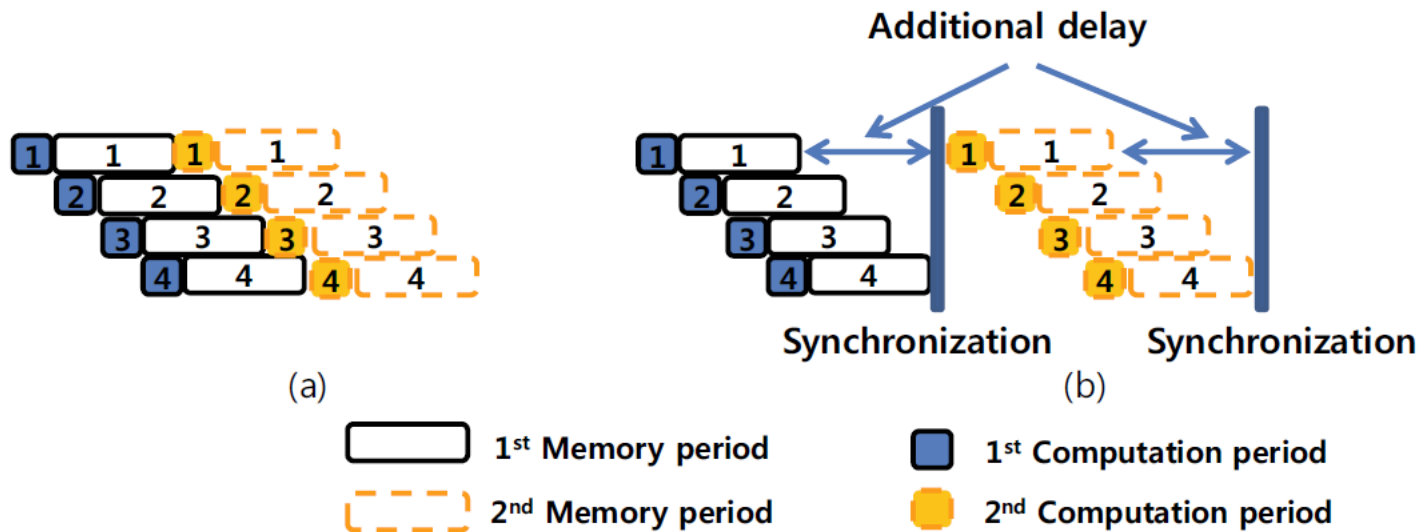 Additional delay
1 1 1 1
2 2 2 2
3 3 3 3
4 4 4 4
1 1 1 1
2 2 2 2
3 3 3 3
4 4 4 4
Synchronization Synchronization
(a) (b)
1st Memory period
1st Computation period
2nd Memory period
2nd Computation period